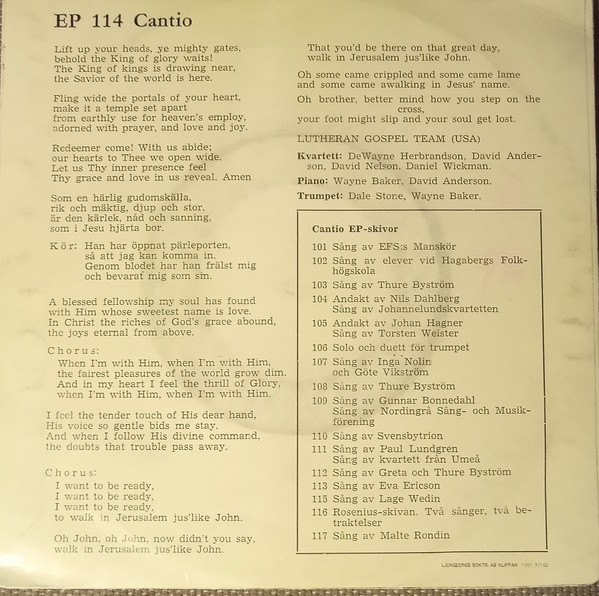 EP 114 Cantio
Lift up your heads, ye mighty gates,
behold the King of glory waits!
The King of kings is drawing near,
the Savior of the world is here.
Fling wide the portals of your heart,
make it a temple set apart
from earthly use for heaven's employ,
adorned with prayer, and love and joy.
Redeemer come! With us abide;
our hearts to Thee we open wide.
Let us Thy inner presence feel
Thy grace and love in us reveal. Amen
Som en härlig gudomskälla,
rik och mäktig, djup och stor,
är den kärlek, nåd och sanning,
som i Jesu hjärta bor.
Kör: Han har öppnat pärleporten,
så att jag kan komma in.
Genom blodet har han frälst mig
och bevarat mig som sin.
A blessed fellowship my soul has found
with Him whose sweetest name is love.
In Christ the riches of God's grace abound,
the joys eternal from above.
Chorus:
When I'm with Him, when I'm with Him,
the fairest pleasures of the world grow dim.
And in my heart I feel the thrill of Glory,
when I'm with Him, when I'm with Him.
I feel the tender touch of His dear hand,
His voice so gentle bids me stay.
And when I follow His divine command,
the doubts that trouble pass away.
Chorus:
I want to be ready,
I want to be ready,
I want to be ready,
to walk in Jerusalem jus'like John.
Oh John, oh John, now didn't you say,
walk in Jerusalem jus'like John.
That you'd be there on that great day,
walk in Jerusalem jus'like John.
Oh some came crippled and some came lame
and some came awalking in Jesus' name.
Oh brother, better mind how you step on the
cross,
your foot might slip and your soul get lost.
LUTHERAN GOSPEL TEAM (USA)
Kvartett: DeWayne Herbrandson, David Ander-
son, David Nelson, Daniel Wickman.
Piano: Wayne Baker, David Anderson.
Trumpet: Dale Stone, Wayne Baker.
Cantio EP-skivor
101 Sång av EFS:s Manskör
102 Sång av elever vid Hagabergs Folk-
högskola
103 Sång av Thure Byström
104 Andakt av Nils Dahlberg
Sång av Johannelundskvartetten
105 Andakt av Johan Hagner
Sång av Torsten Weister
106 Solo och duett för trumpet
107 Sång av Inga Nolin
och Göte Vikström
108 Sång av Thure Byström
109 Sång av Gunnar Bonnedahl
Sång av Nordingrå Sång- och Musik-
förening
110 Sång av Svensbytrion
111 Sång av Paul Lundgren
Sång av kvartett från Umeå
112 Sång av Greta och Thure Byström
113 Sång av Eva Ericson
115 Sång av Lage Wedin
116 Rosenius-skivan. Två sånger, två be-
traktelser
117 Sång av Malte Rondin
LJUNGBERGS BOKTR. AB KLIPPAN